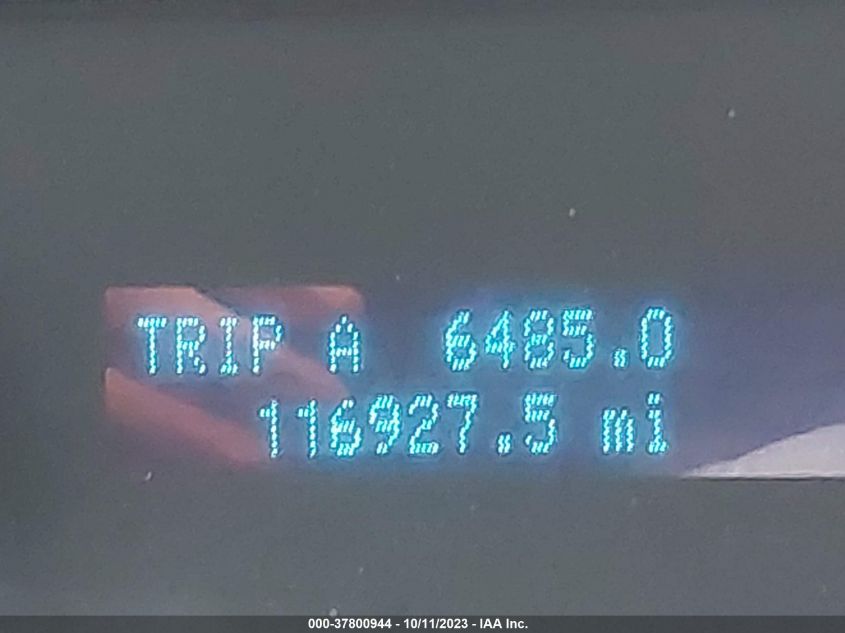 TRIP A 6485.0
116927.5 mi
000-37800944 - 10/11/2023 - IAA Inc.